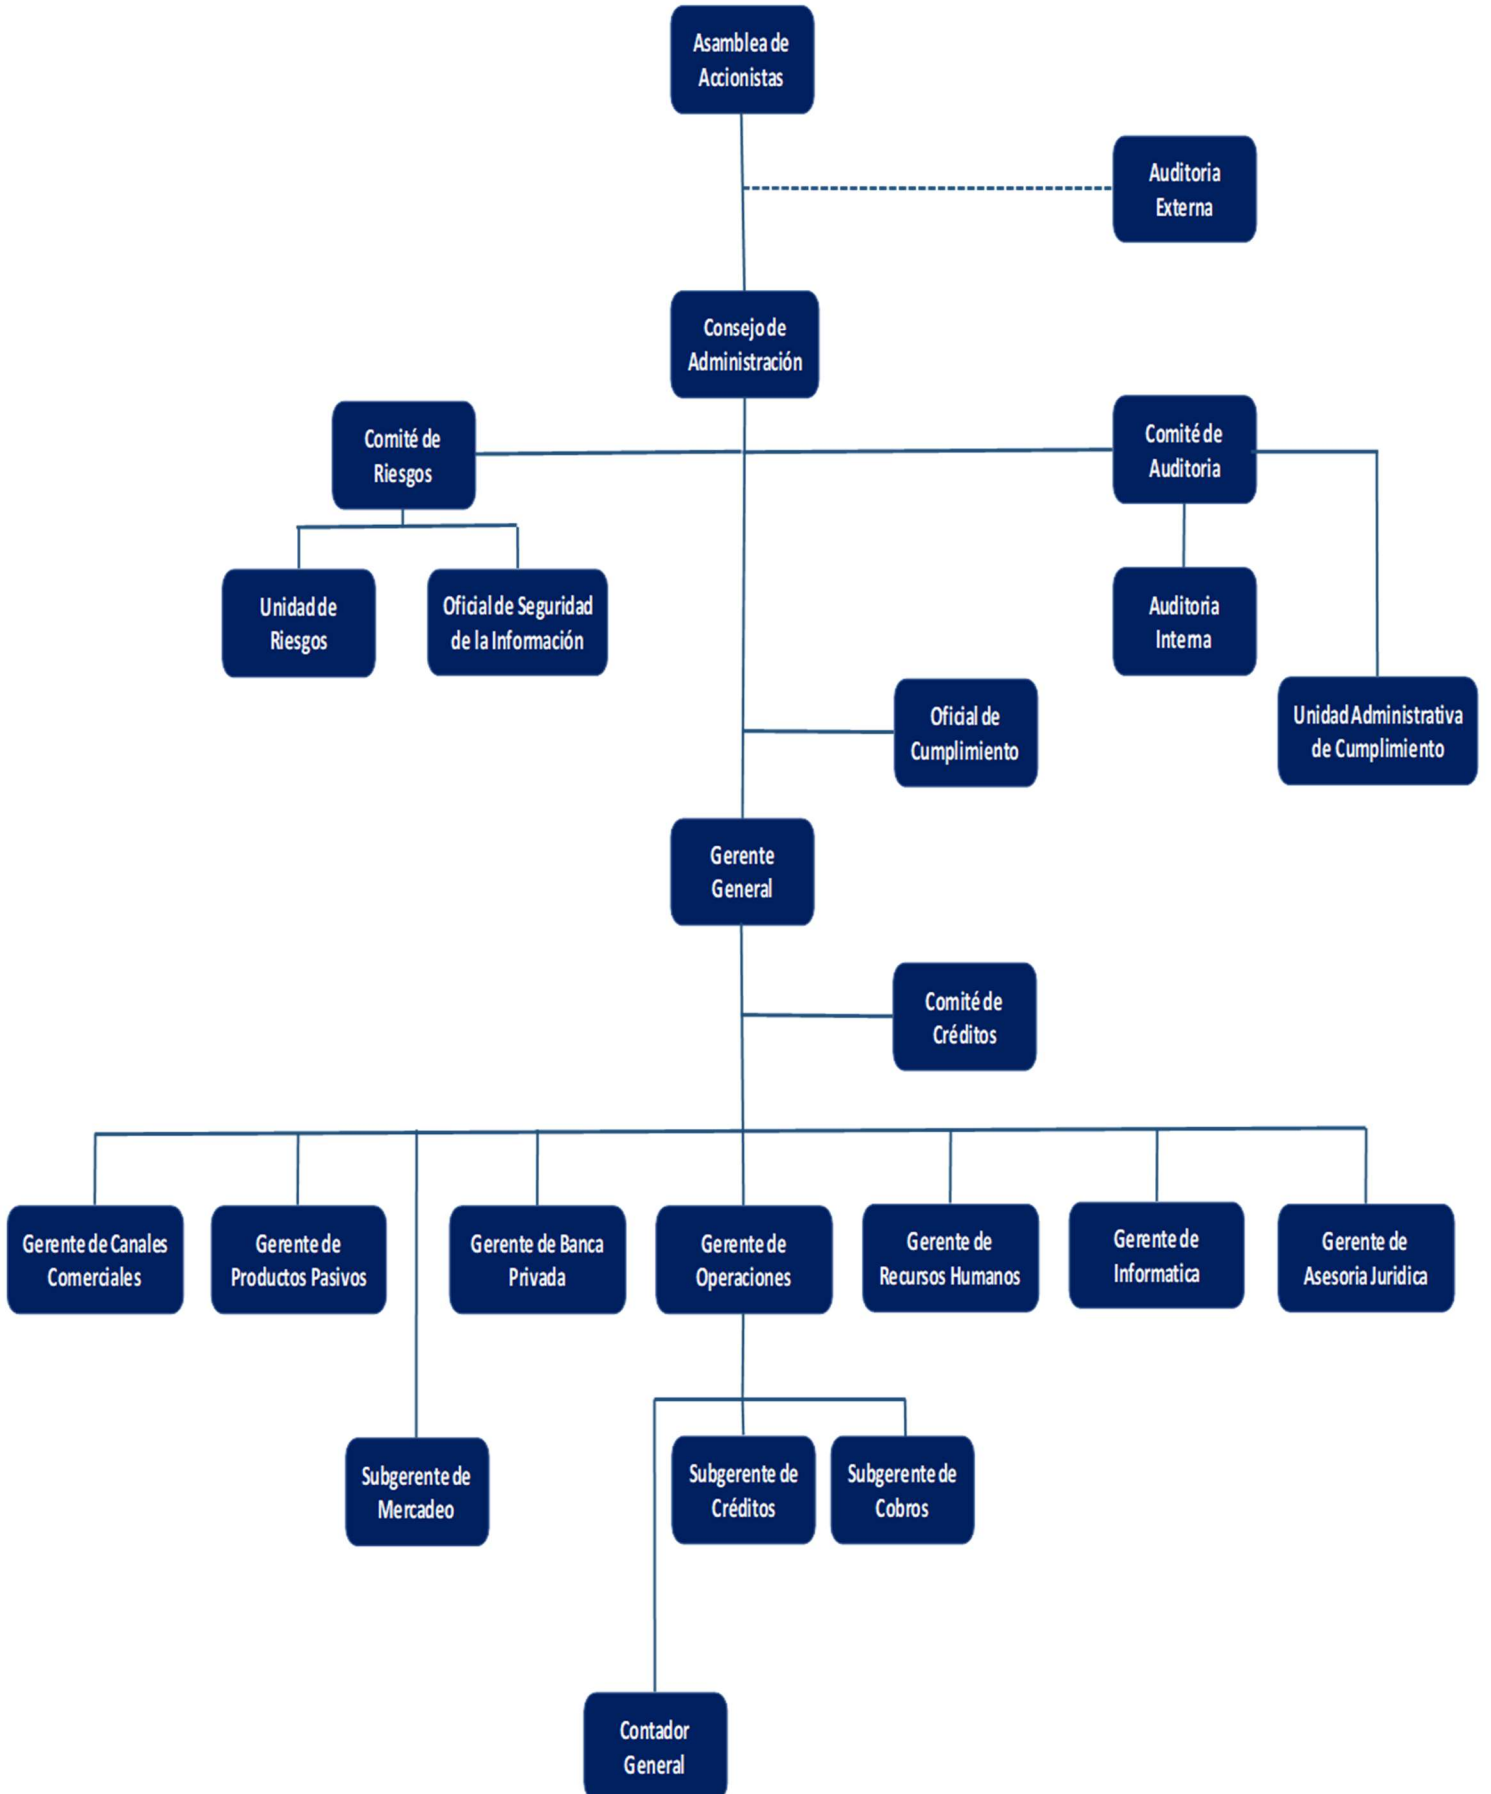 Asamblea de
Accionistas
Auditoria
Externa
Consejo de
Administración
Comité de
Riesgos
Comité de
Auditoria
Unidad de
Riesgos
Oficial de Seguridad
de la Información
Auditoria
Interna
Oficial de
Cumplimiento
Unidad Administrativa
de Cumplimiento
Gerente
General
Comité de
Créditos
Gerente de Canales
Comerciales
Gerente de
Productos Pasivos
Gerente de Banca
Privada
Gerente de
Operaciones
Gerente de
Recursos Humanos
Gerente de
Informatica
Gerente de
Asesoria Juridica
Subgerente de
Mercadeo
Subgerente de
Créditos
Subgerente de
Cobros
Contador
General